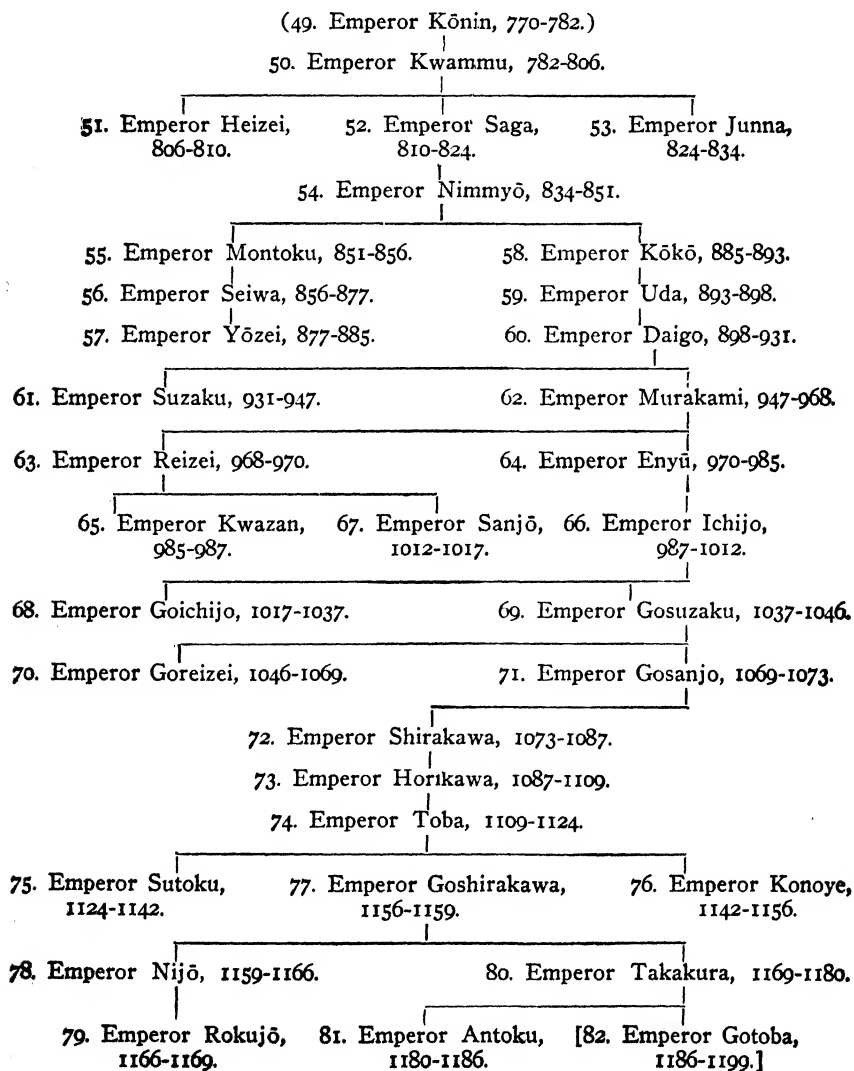 (49. Emperor Kōnin, 770-782.)
50. Emperor Kwammu, 782-806.
51. Emperor Heizei, 52. Emperor Saga, 53. Emperor Junna,
806-810. 810-824. 824-834.
54. Emperor Nimmyō, 834-851.
55. Emperor Montoku, 851-856. 58. Emperor Kōkō, 885-893.
56. Emperor Seiwa, 856-877. 59. Emperor Uda, 893-898.
57. Emperor Yōzei, 877-885. 60. Emperor Daigo, 898-931.
61. Emperor Suzaku, 931-947. 62. Emperor Murakami, 947-968.
63. Emperor Reizei, 968-970. 64. Emperor Enyū, 970-985.
65. Emperor Kwazan, 67. Emperor Sanjō, 66. Emperor Ichijo,
985-987. 1012-1017. 987-1012.
68. Emperor Goichijo, 1017-1037. 69. Emperor Gosuzaku, 1037-1046.
70. Emperor Goreizei, 1046-1069. 71. Emperor Gosanjo, 1069-1073.
72. Emperor Shirakawa, 1073-1087.
73. Emperor Horikawa, 1087-1109.
74. Emperor Toba, 1109-1124.
75. Emperor Sutoku, 77. Emperor Goshirakawa, 76. Emperor Konoye,
1124-1142. 1156-1159. 1142-1156.
78. Emperor Nijō, 1159-1166. 80. Emperor Takakura, 1169-1180.
79. Emperor Rokujō, 81. Emperor Antoku, [82. Emperor Gotoba,
1166-1169. 1180-1186. 1186-1199.]